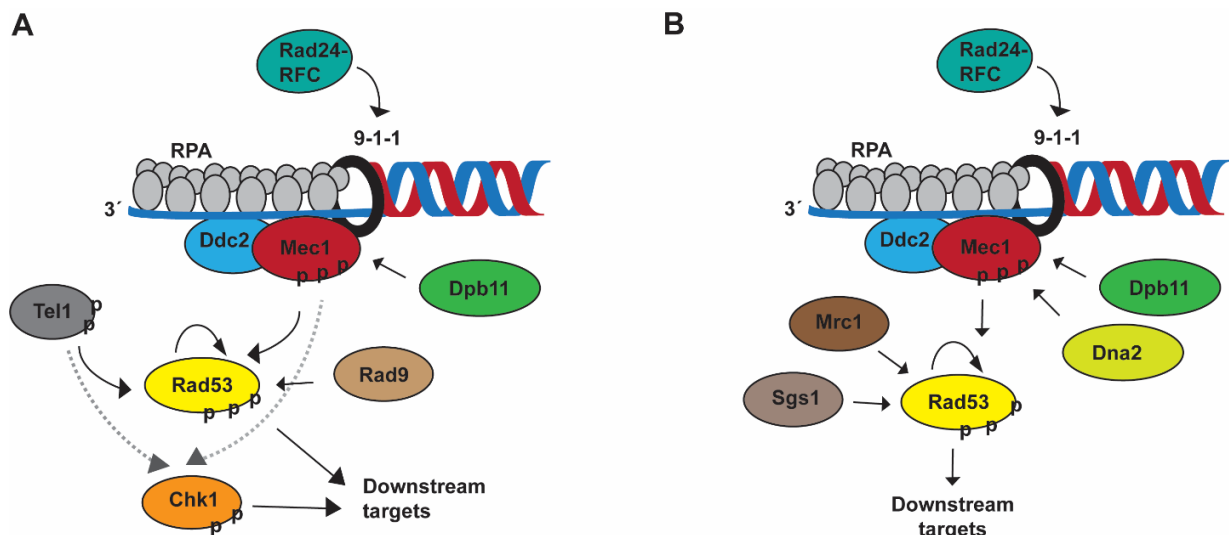 A
Rad24-
RFC
9-1-1
RPA
3´
Ddc2
Mec1
p p p
Dpb11
Tel1
p
p
Rad53
p p p
Rad9
Chk1
p p
Downstream
targets
B
Rad24-
RFC
9-1-1
RPA
3´
Ddc2
Mec1
p p p
Dpb11
Mrc1
Dna2
Sgs1
Rad53
p p p
Downstream
targets